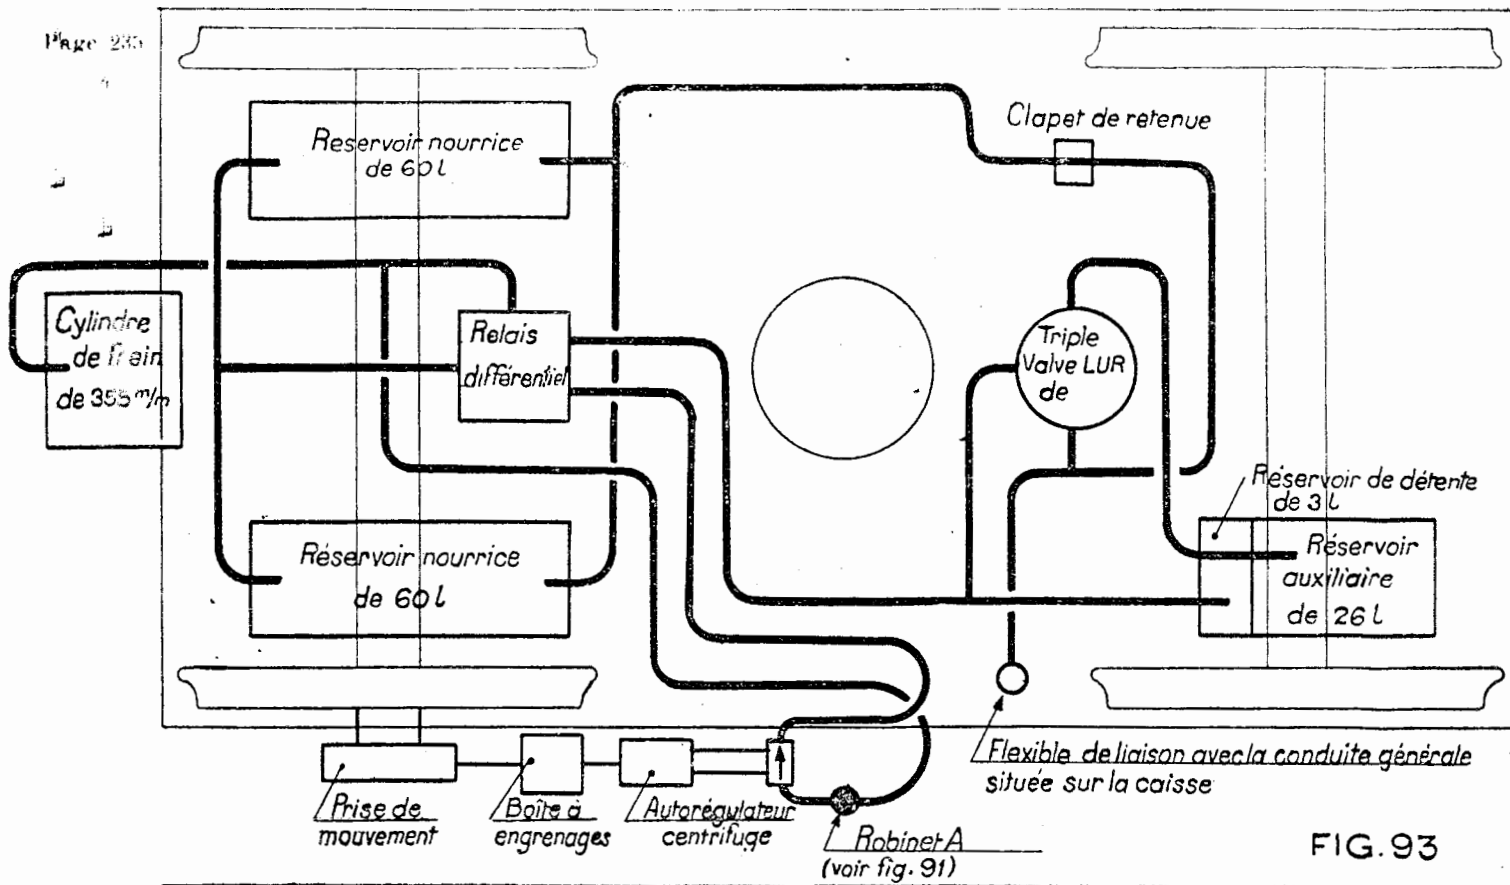 Page 235
Reservoir nourrice
de 60 l
Clapet de retenue
Cylindre
de frein
de 355 m/m
Relais
différentiel
Triple
Valve LUR
de
Réservoir de détente
de 3 l
Réservoir
auxiliaire
de 26 l
Réservoir nourrice
de 60 l
Flexible de liaison avec la conduite générale
située sur la caisse
Prise de
mouvement
Boîte à
engrenages
Autorégulateur
centrifuge
Robinet A
(voir fig. 91)
FIG. 93